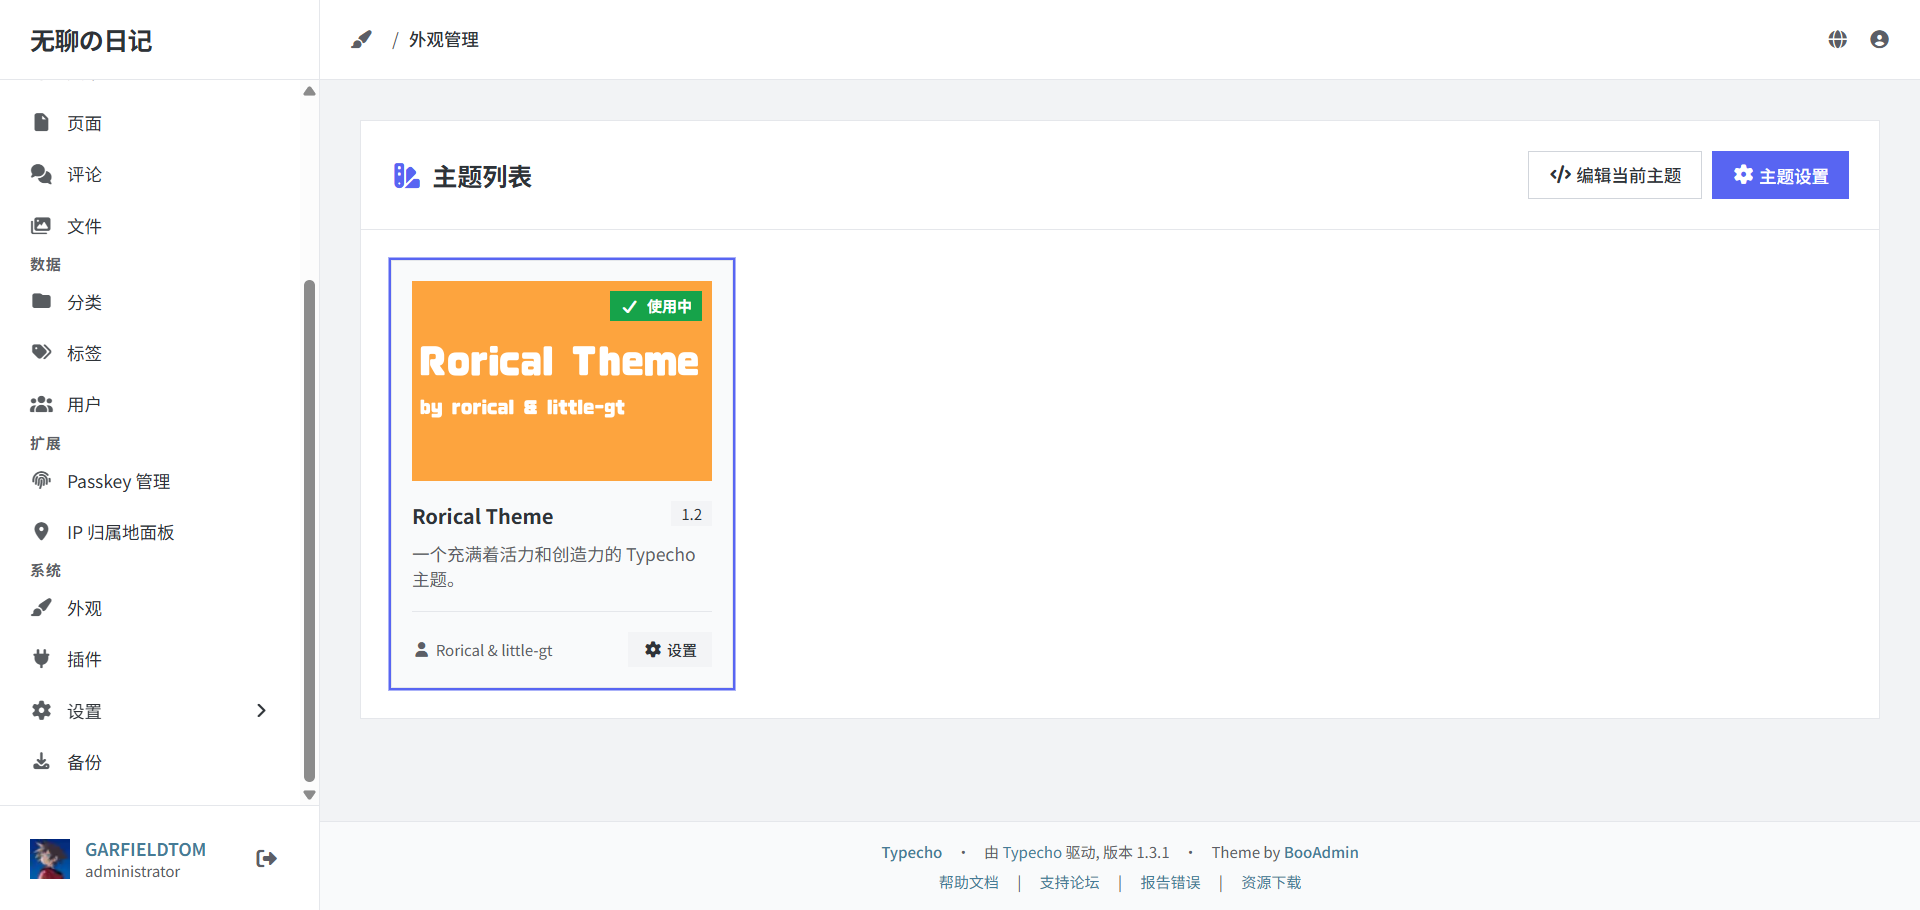 无聊の日记
/ 外观管理
页面
评论
文件
数据
分类
标签
用户
扩展
Passkey 管理
IP 归属地面板
系统
外观
插件
设置
备份
GARFIELDTOM
administrator
主题列表
编辑当前主题
主题设置
使用中
Rorical Theme
by rorical & little-gt
Rorical Theme
1.2
一个充满着活力和创造力的 Typecho
主题。
Rorical & little-gt
设置
Typecho • 由 Typecho 驱动, 版本 1.3.1 • Theme by BooAdmin
帮助文档 | 支持论坛 | 报告错误 | 资源下载